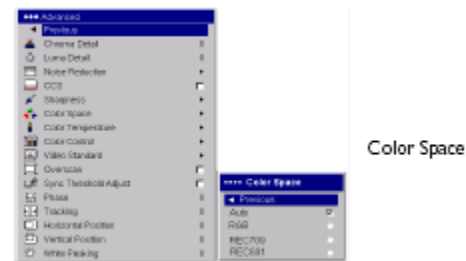 Advanced
Previous
Chroma Detail
Luma Detail
Noise Reduction
CCS
Sharpness
Color Space
Color Temperature
Color Control
Video Standard
Overscan
Sync Threshold Adjust
Phase
Tracking
Horizontal Position
Vertical Position
White Peaking
Color Space
Previous
Auto
RGB
REC709
REC601
Color Space